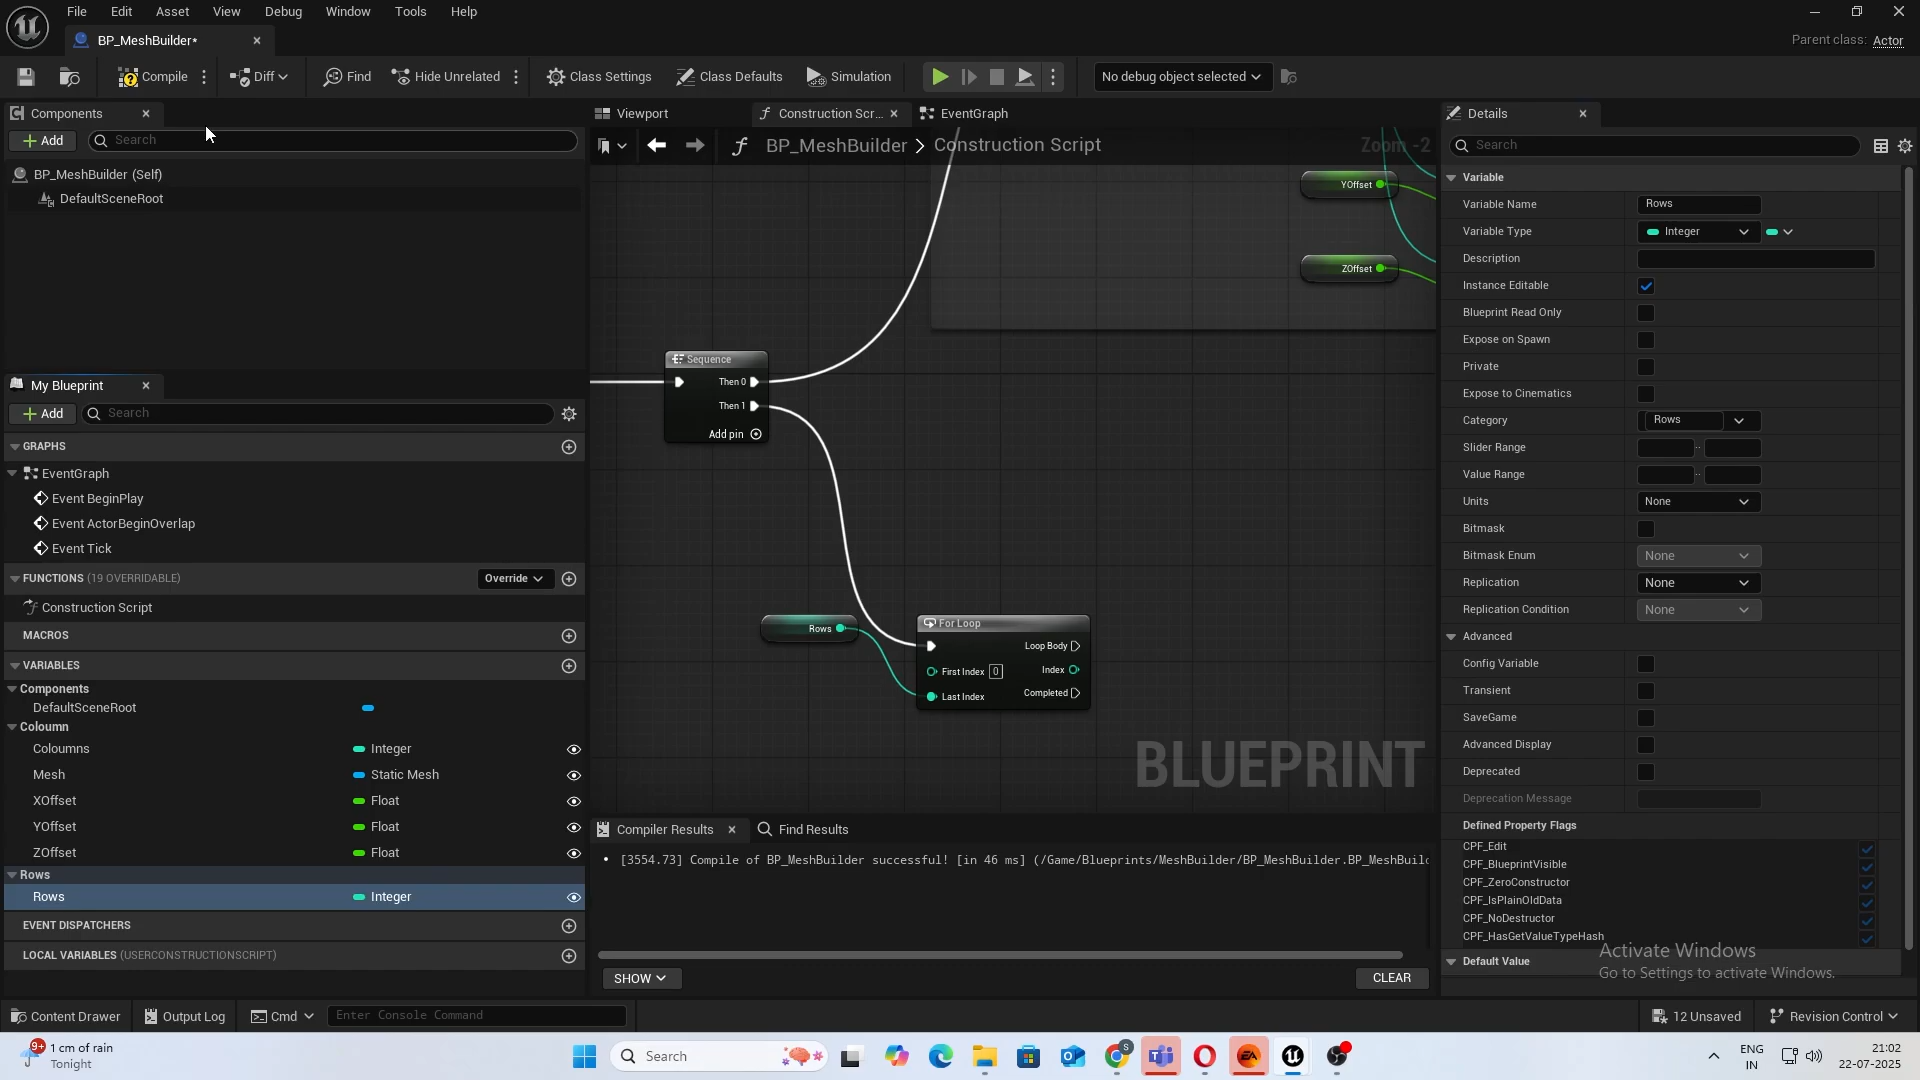 File Edit Asset View Debug Window Tools Help
BP_MeshBuilder*
Parent class: Actor
Compile Diff Find Hide Unrelated Class Settings Class Defaults Simulation No debug object selected
Components
Viewport Construction Scr... EventGraph
Details
Add Search
BP_MeshBuilder > Construction Script
Zoom -2
Search
BP_MeshBuilder (Self)
DefaultSceneRoot
My Blueprint
Add Search
GRAPHS
EventGraph
Event BeginPlay
Event ActorBeginOverlap
Event Tick
FUNCTIONS (19 OVERRIDABLE) Override
Construction Script
MACROS
VARIABLES
Components
DefaultSceneRoot
Coloumn
Coloumns Integer
Mesh Static Mesh
XOffset Float
YOffset Float
ZOffset Float
Rows
Rows Integer
EVENT DISPATCHERS
LOCAL VARIABLES (USERCONSTRUCTIONSCRIPT)
YOffset
ZOffset
Sequence
Then 0
Then 1
Add pin
Rows
For Loop
Loop Body
First Index 0 Index
Last Index Completed
BLUEPRINT
Compiler Results Find Results
[3554.73] Compile of BP_MeshBuilder successful! [in 46 ms] (/Game/Blueprints/MeshBuilder/BP_MeshBuilder.BP_MeshBuild
SHOW CLEAR
Variable
Variable Name Rows
Variable Type Integer
Description
Instance Editable
Blueprint Read Only
Expose on Spawn
Private
Expose to Cinematics
Category Rows
Slider Range
Value Range
Units None
Bitmask
Bitmask Enum None
Replication None
Replication Condition None
Advanced
Config Variable
Transient
SaveGame
Advanced Display
Deprecated
Deprecation Message
Defined Property Flags
CPF_Edit
CPF_BlueprintVisible
CPF_ZeroConstructor
CPF_IsPlainOldData
CPF_NoDestructor
CPF_HasGetValueTypeHash
Default Value
Activate Windows
Go to Settings to activate Windows.
Content Drawer Output Log Cmd Enter Console Command 12 Unsaved Revision Control
9+ 1 cm of rain
Tonight
Search
S
EA
ENG
IN
21:02
22-07-2025